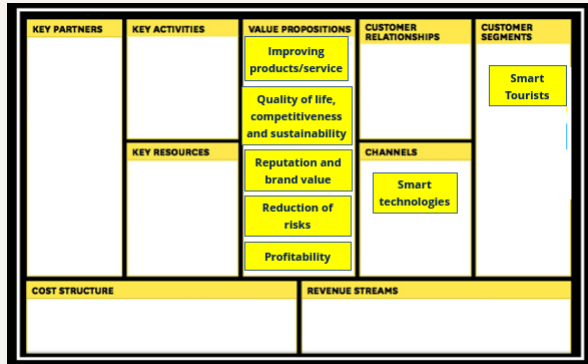 KEY PARTNERS
KEY ACTIVITIES
VALUE PROPOSITIONS
CUSTOMER
RELATIONSHIPS
CUSTOMER
SEGMENTS
Improving
products/service
Quality of life,
competitiveness
and sustainability
Reputation and
brand value
Reduction of
risks
Profitability
Smart
Tourists
KEY RESOURCES
CHANNELS
Smart
technologies
COST STRUCTURE
REVENUE STREAMS